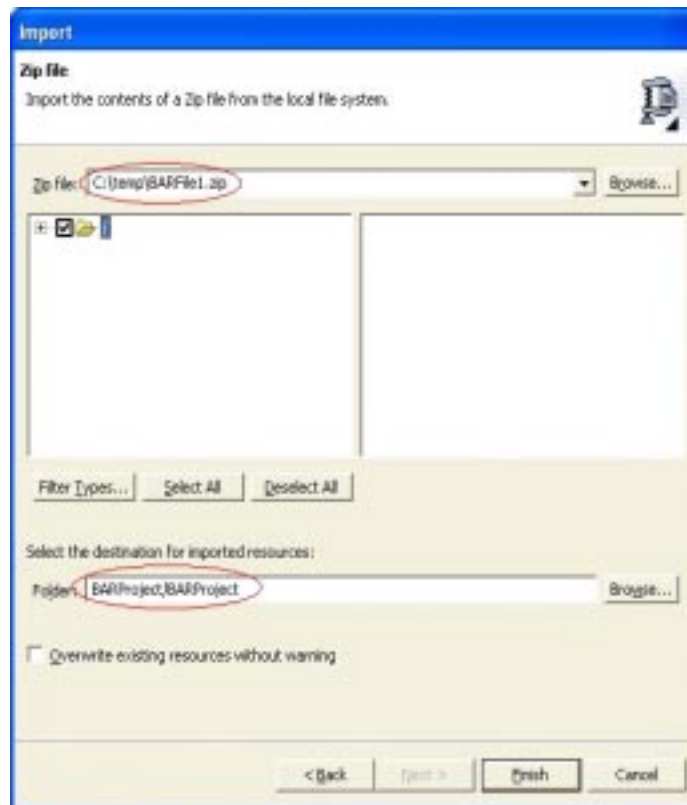 Import
Zip file
Import the contents of a Zip file from the local file system.
Zip file: C:\temp\BARFile1.zip Browse...
/
Filter Types... Select All Deselect All
Select the destination for imported resources:
Folder: BARProject/BARProject Browse...
Overwrite existing resources without warning
< Back Next > Finish Cancel